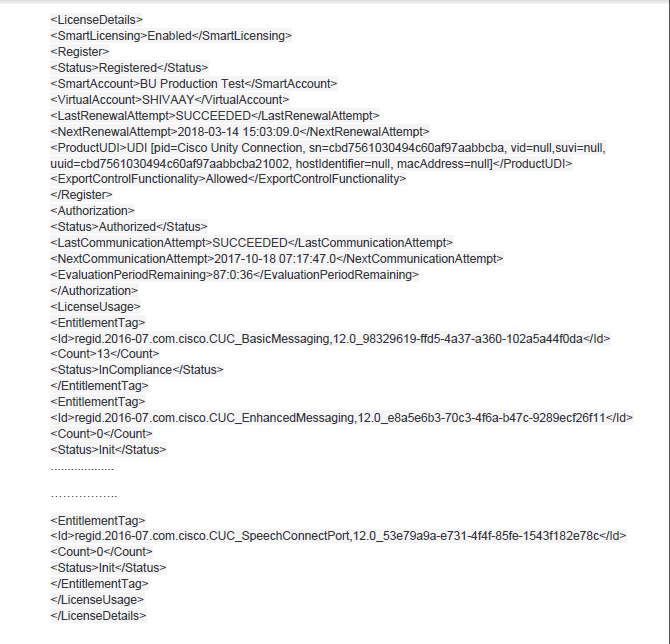 <LicenseDetails>
<SmartLicensing>Enabled</SmartLicensing>
<Register>
<Status>Registered</Status>
<SmartAccount>BU Production Test</SmartAccount>
<VirtualAccount>SHIVAAY</VirtualAccount>
<LastRenewalAttempt>SUCCEEDED</LastRenewalAttempt>
<NextRenewalAttempt>2018-03-14 15:03:09.0</NextRenewalAttempt>
<ProductUDI>UDI [pid=Cisco Unity Connection, sn=cbd7561030494c60af97aabbcba, vid=null,suvi=null,
uuid=cbd7561030494c60af97aabbcba21002, hostIdentifier=null, macAddress=null]</ProductUDI>
<ExportControlFunctionality>Allowed</ExportControlFunctionality>
</Register>
<Authorization>
<Status>Authorized</Status>
<LastCommunicationAttempt>SUCCEEDED</LastCommunicationAttempt>
<NextCommunicationAttempt>2017-10-18 07:17:47.0</NextCommunicationAttempt>
<EvaluationPeriodRemaining>87:0:36</EvaluationPeriodRemaining>
</Authorization>
<LicenseUsage>
<EntitlementTag>
<Id>regid.2016-07.com.cisco.CUC_BasicMessaging,12.0_98329619-ffd5-4a37-a360-102a5a44f0da</Id>
<Count>13</Count>
<Status>InCompliance</Status>
</EntitlementTag>
<EntitlementTag>
<Id>regid.2016-07.com.cisco.CUC_EnhancedMessaging,12.0_e8a5e6b3-70c3-4f6a-b47c-9289ecf26f11</Id>
<Count>0</Count>
<Status>Init</Status>
...................
……………..
<EntitlementTag>
<Id>regid.2016-07.com.cisco.CUC_SpeechConnectPort,12.0_53e79a9a-e731-4f4f-85fe-1543f182e78c</Id>
<Count>0</Count>
<Status>Init</Status>
</EntitlementTag>
</LicenseUsage>
</LicenseDetails>